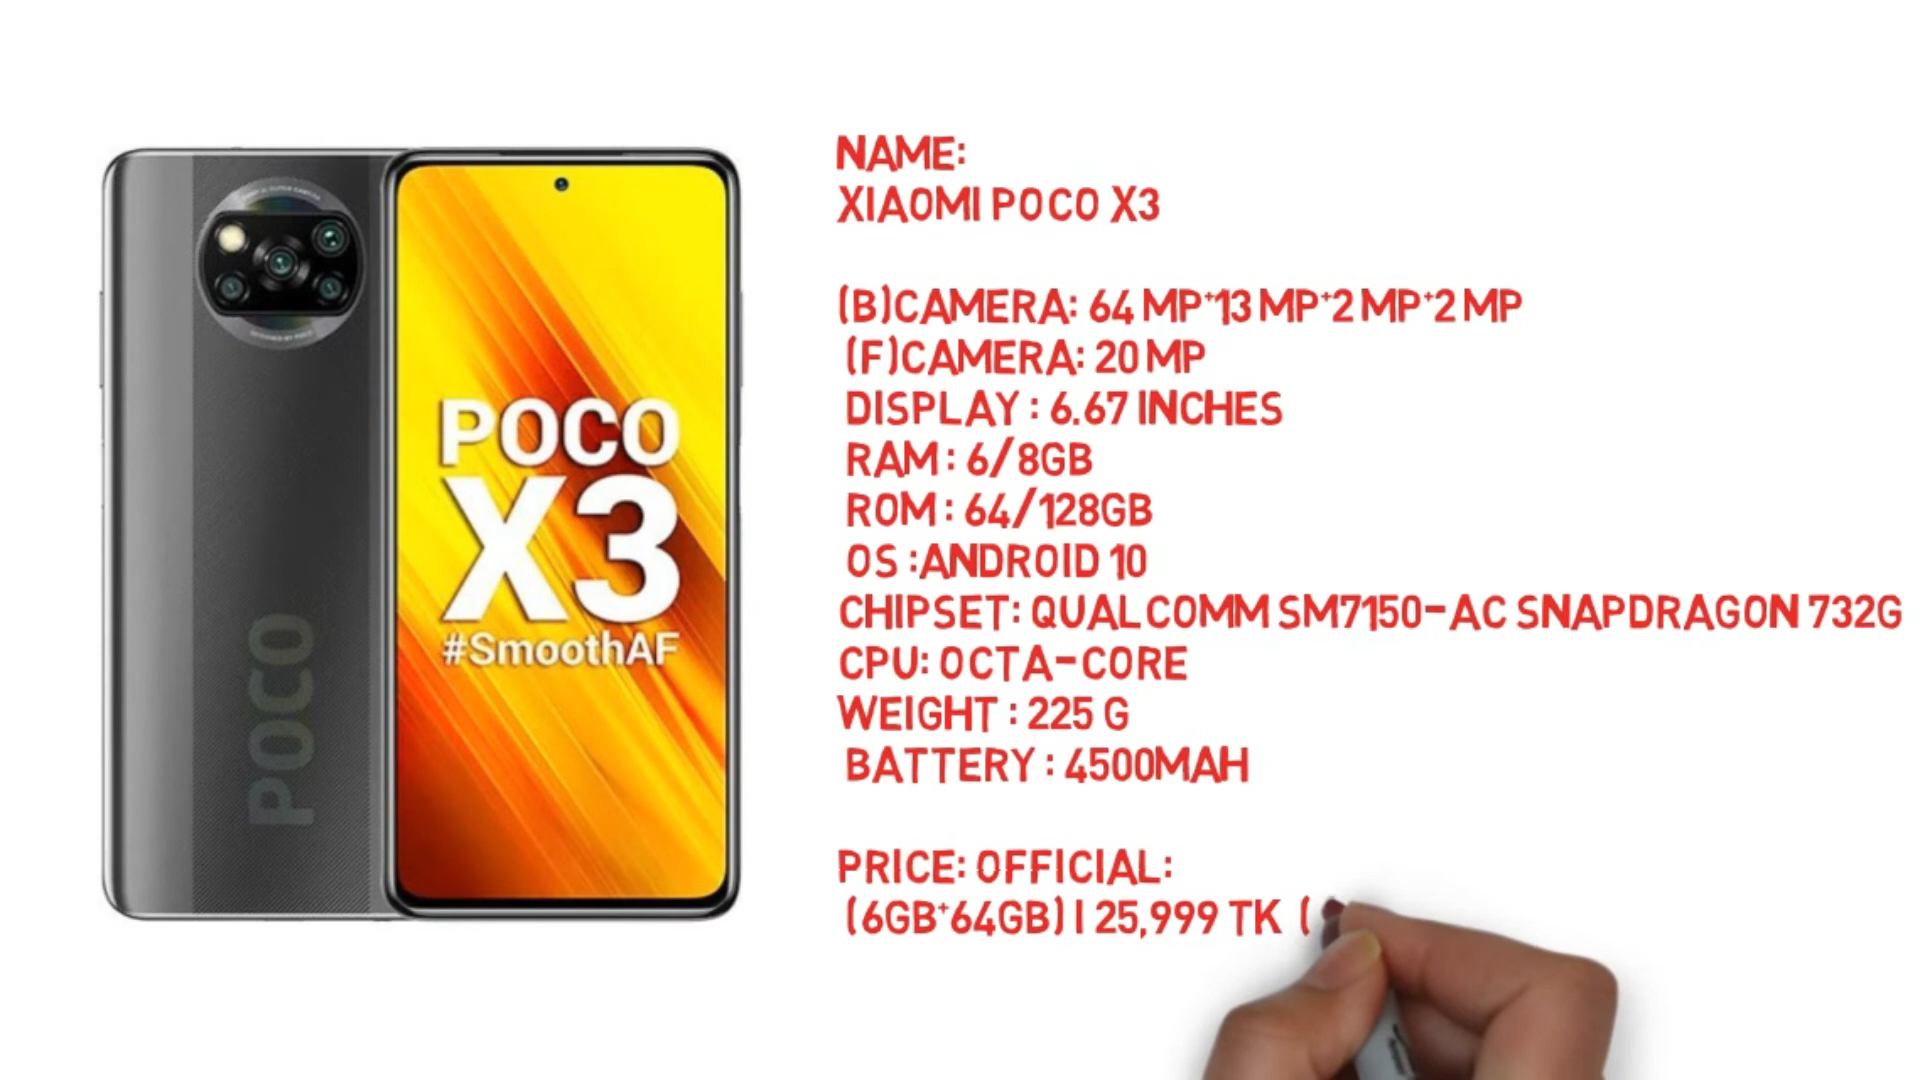 POCO
POCO
X3
#SmoothAF
NAME:
XIAOMI POCO X3
(B)CAMERA: 64 MP+13 MP+2 MP+2 MP
(F)CAMERA: 20 MP
DISPLAY : 6.67 INCHES
RAM : 6/8GB
ROM : 64/128GB
OS :ANDROID 10
CHIPSET: QUALCOMM SM7150-AC SNAPDRAGON 732G
CPU: OCTA-CORE
WEIGHT : 225 G
BATTERY : 4500MAH
PRICE: OFFICIAL:
(6GB+64GB) | 25,999 TK (